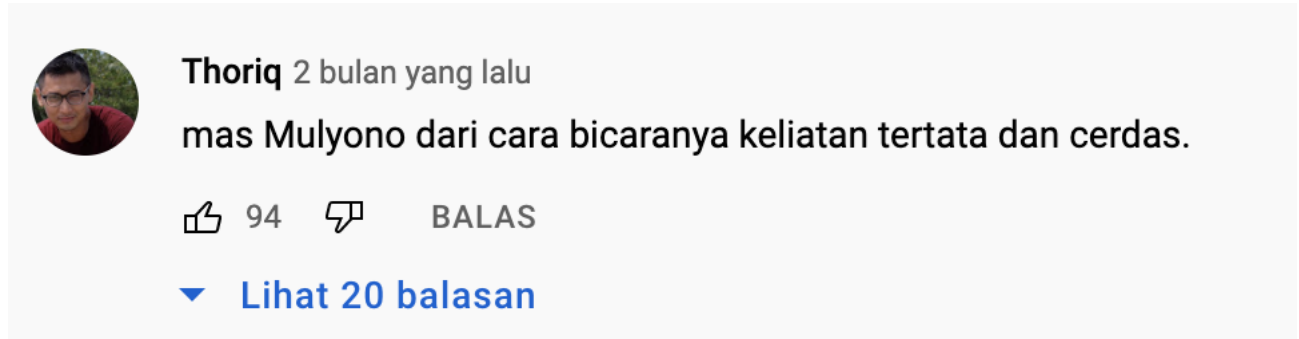 Thoriq 2 bulan yang lalu
mas Mulyono dari cara bicaranya keliatan tertata dan cerdas.
94 BALAS
Lihat 20 balasan